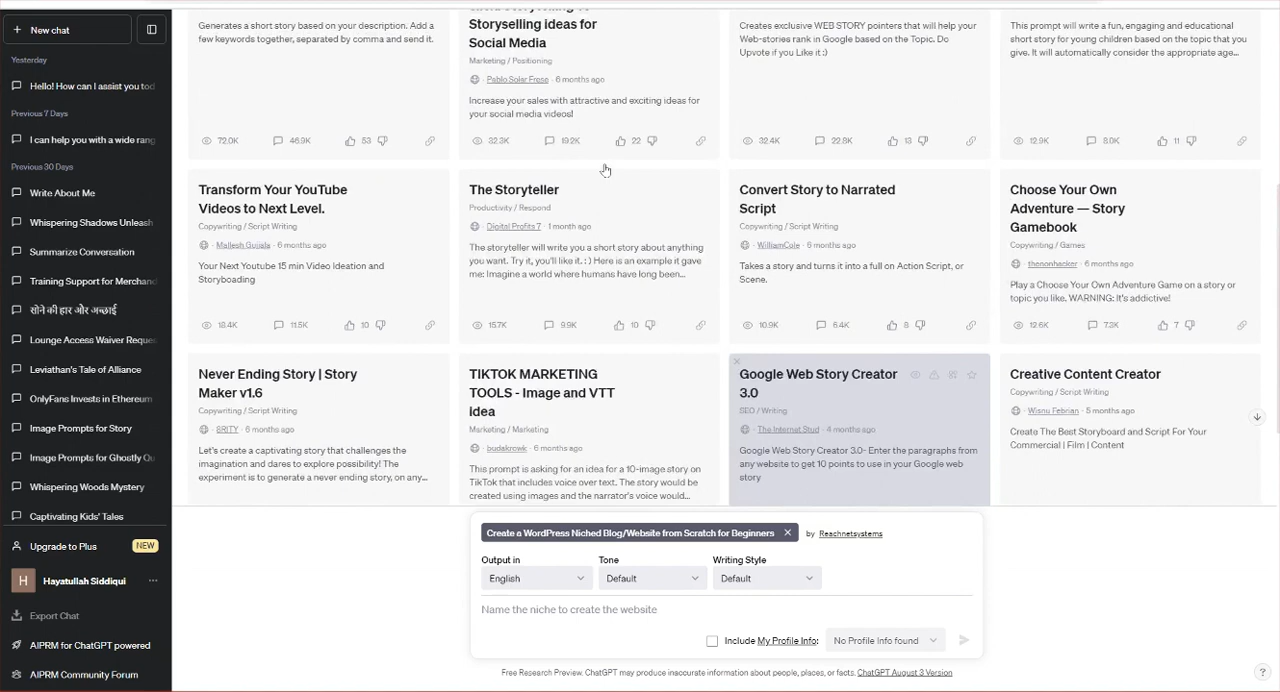 New chat
Yesterday
Hello! How can I assist you tod
Previous 7 Days
I can help you with a wide rang
Previous 30 Days
Write About Me
Whispering Shadows Unleash
Summarize Conversation
Training Support for Merchand
सोने की हार और अच्छाई
Lounge Access Waiver Reques
Leviathan's Tale of Alliance
OnlyFans Invests in Ethereum
Image Prompts for Story
Image Prompts for Ghostly Qu
Whispering Woods Mystery
Captivating Kids' Tales
Upgrade to Plus
NEW
H
Hayatullah Siddiqui
Export Chat
AIPRM for ChatGPT powered
AIPRM Community Forum
Generates a short story based on your description. Add a
few keywords together, separated by comma and send it.
72.0K 46.9K 53
Storyselling ideas for
Social Media
Marketing / Positioning
Pablo Solar Frese · 6 months ago
Increase your sales with attractive and exciting ideas for
your social media videos!
32.3K 19.2K 22
Creates exclusive WEB STORY pointers that will help your
Web-stories rank in Google based on the Topic. Do
Upvote if you Like it :)
32.4K 22.8K 13
This prompt will write a fun, engaging and educational
short story for young children based on the topic that you
give. It will automatically consider the appropriate age...
12.9K 8.0K 11
Transform Your YouTube
Videos to Next Level.
Copywriting / Script Writing
Mallesh Gujjala · 6 months ago
Your Next Youtube 15 min Video Ideation and
Storyboading
18.4K 11.5K 10
The Storyteller
Productivity / Respond
Digital Profits 7 · 1 month ago
The storyteller will write you a short story about anything
you want. Try it, you'll like it. : ) Here is an example it gave
me: Imagine a world where humans have long been...
15.7K 9.9K 10
Convert Story to Narrated
Script
Copywriting / Script Writing
WilliamCole · 6 months ago
Takes a story and turns it into a full on Action Script, or
Scene.
10.9K 6.4K 8
Choose Your Own
Adventure — Story
Gamebook
Copywriting / Games
thenonhacker · 6 months ago
Play a Choose Your Own Adventure Game on a story or
topic you like. WARNING: It's addictive!
12.6K 7.3K 7
Never Ending Story | Story
Maker v1.6
Copywriting / Script Writing
8RITY · 6 months ago
Let's create a captivating story that challenges the
imagination and dares to explore possibility! The
experiment is to generate a never ending story, on any...
TIKTOK MARKETING
TOOLS - Image and VTT
idea
Marketing / Marketing
budakrowk · 6 months ago
This prompt is asking for an idea for a 10-image story on
TikTok that includes voice over text. The story would be
created using images and the narrator's voice would...
Google Web Story Creator
3.0
SEO / Writing
The Internet Stud · 4 months ago
Google Web Story Creator 3.0- Enter the paragraphs from
any website to get 10 points to use in your Google web
story
Creative Content Creator
Copywriting / Script Writing
Wisnu Febrian · 5 months ago
Create The Best Storyboard and Script For Your
Commercial | Film | Content
Create a WordPress Niched Blog/Website from Scratch for Beginners
by Reachnetsystems
Output in Tone Writing Style
English Default Default
Name the niche to create the website
Include My Profile Info: No Profile Info found
Free Research Preview. ChatGPT may produce inaccurate information about people, places, or facts. ChatGPT August 3 Version
?